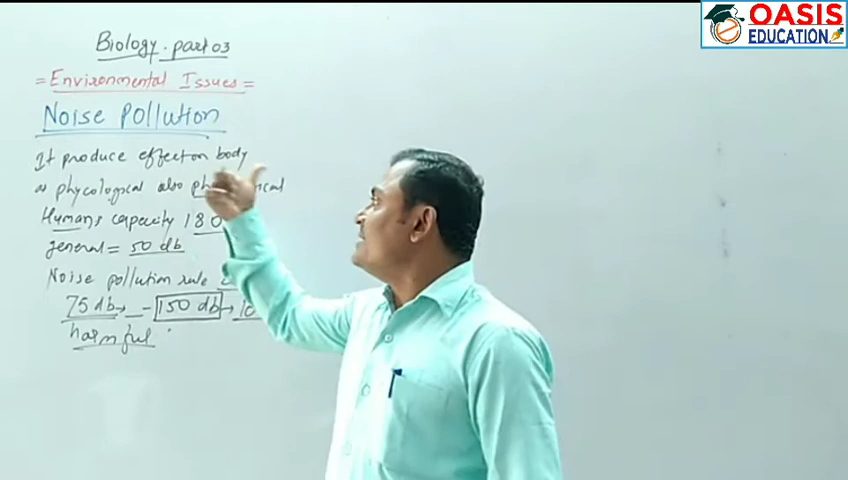 OASIS
EDUCATION
Biology part 03
= Environmental Issues =
Noise Pollution
It produce effect on body
as phycological also
Humans capacity 180
general = 50 db
Noise pollution rule
75 db → - 150 db →
harmful